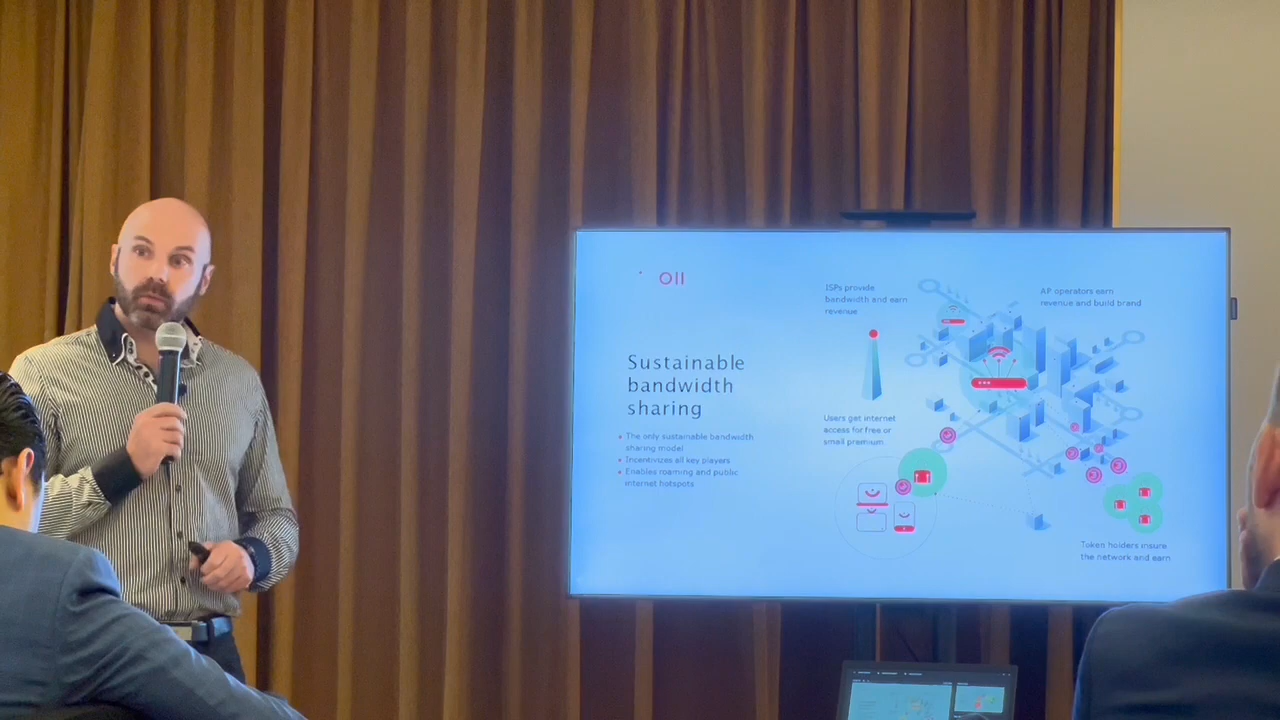 OII
Sustainable
bandwidth
sharing
The only sustainable bandwidth
sharing model
Incentivizes all key players
Enables roaming and public
internet hotspots
ISPs provide
bandwidth and earn
revenue
AP operators earn
revenue and build brand
Users get internet
access for free or
small premium.
Token holders insure
the network and earn